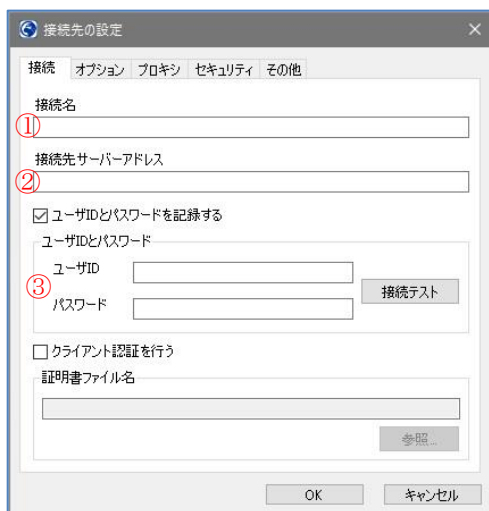 接続先の設定
接続 オプション プロキシ セキュリティ その他
接続名
①
接続先サーバーアドレス
②
ユーザIDとパスワードを記録する
ユーザIDとパスワード
ユーザID
③
接続テスト
パスワード
クライアント認証を行う
証明書ファイル名
参照...
OK キャンセル